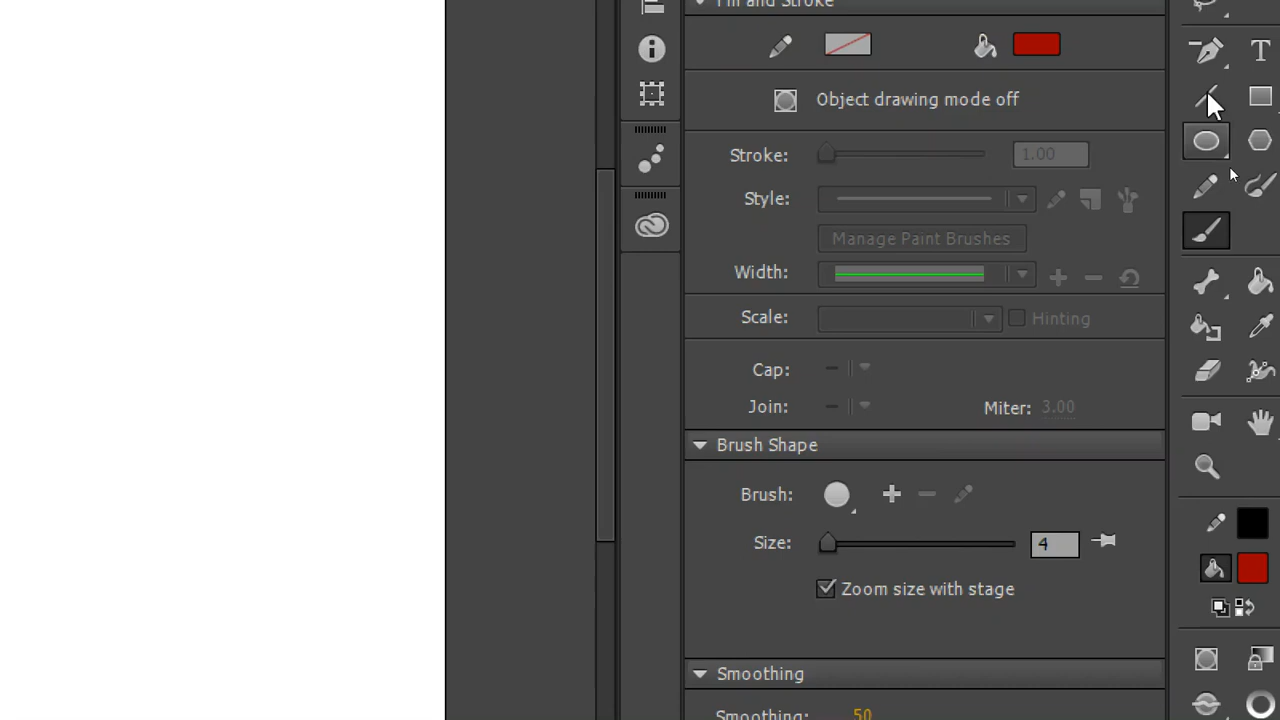 Fill and Stroke
Object drawing mode off
Stroke: 1.00
Style:
Manage Paint Brushes
Width:
Scale: Hinting
Cap:
Join: Miter: 3.00
Brush Shape
Brush:
Size: 4
Zoom size with stage
Smoothing
Smoothing: 50
T